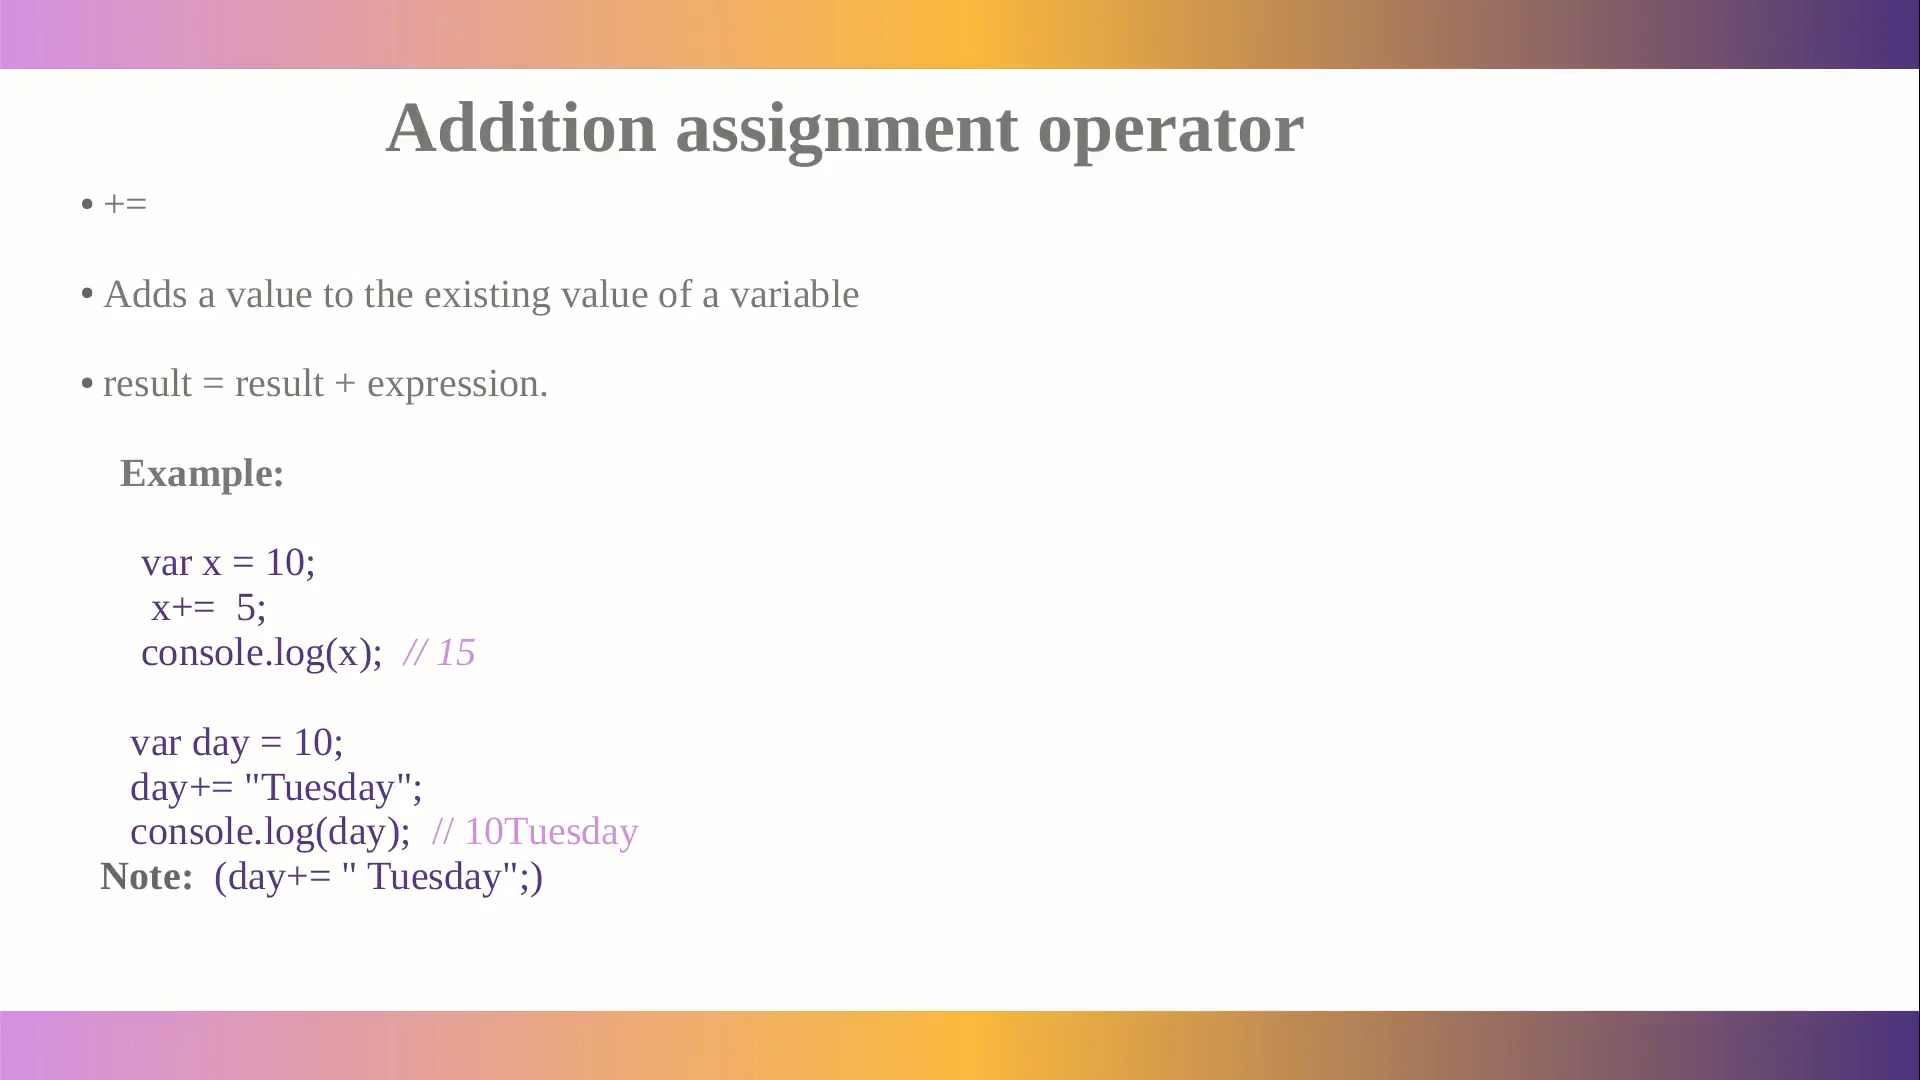 Addition assignment operator
• +=
• Adds a value to the existing value of a variable
• result = result + expression.
Example:
var x = 10;
x+=  5;
console.log(x);  // 15
var day = 10;
day+= "Tuesday";
console.log(day);  // 10Tuesday
Note:  (day+= " Tuesday";)